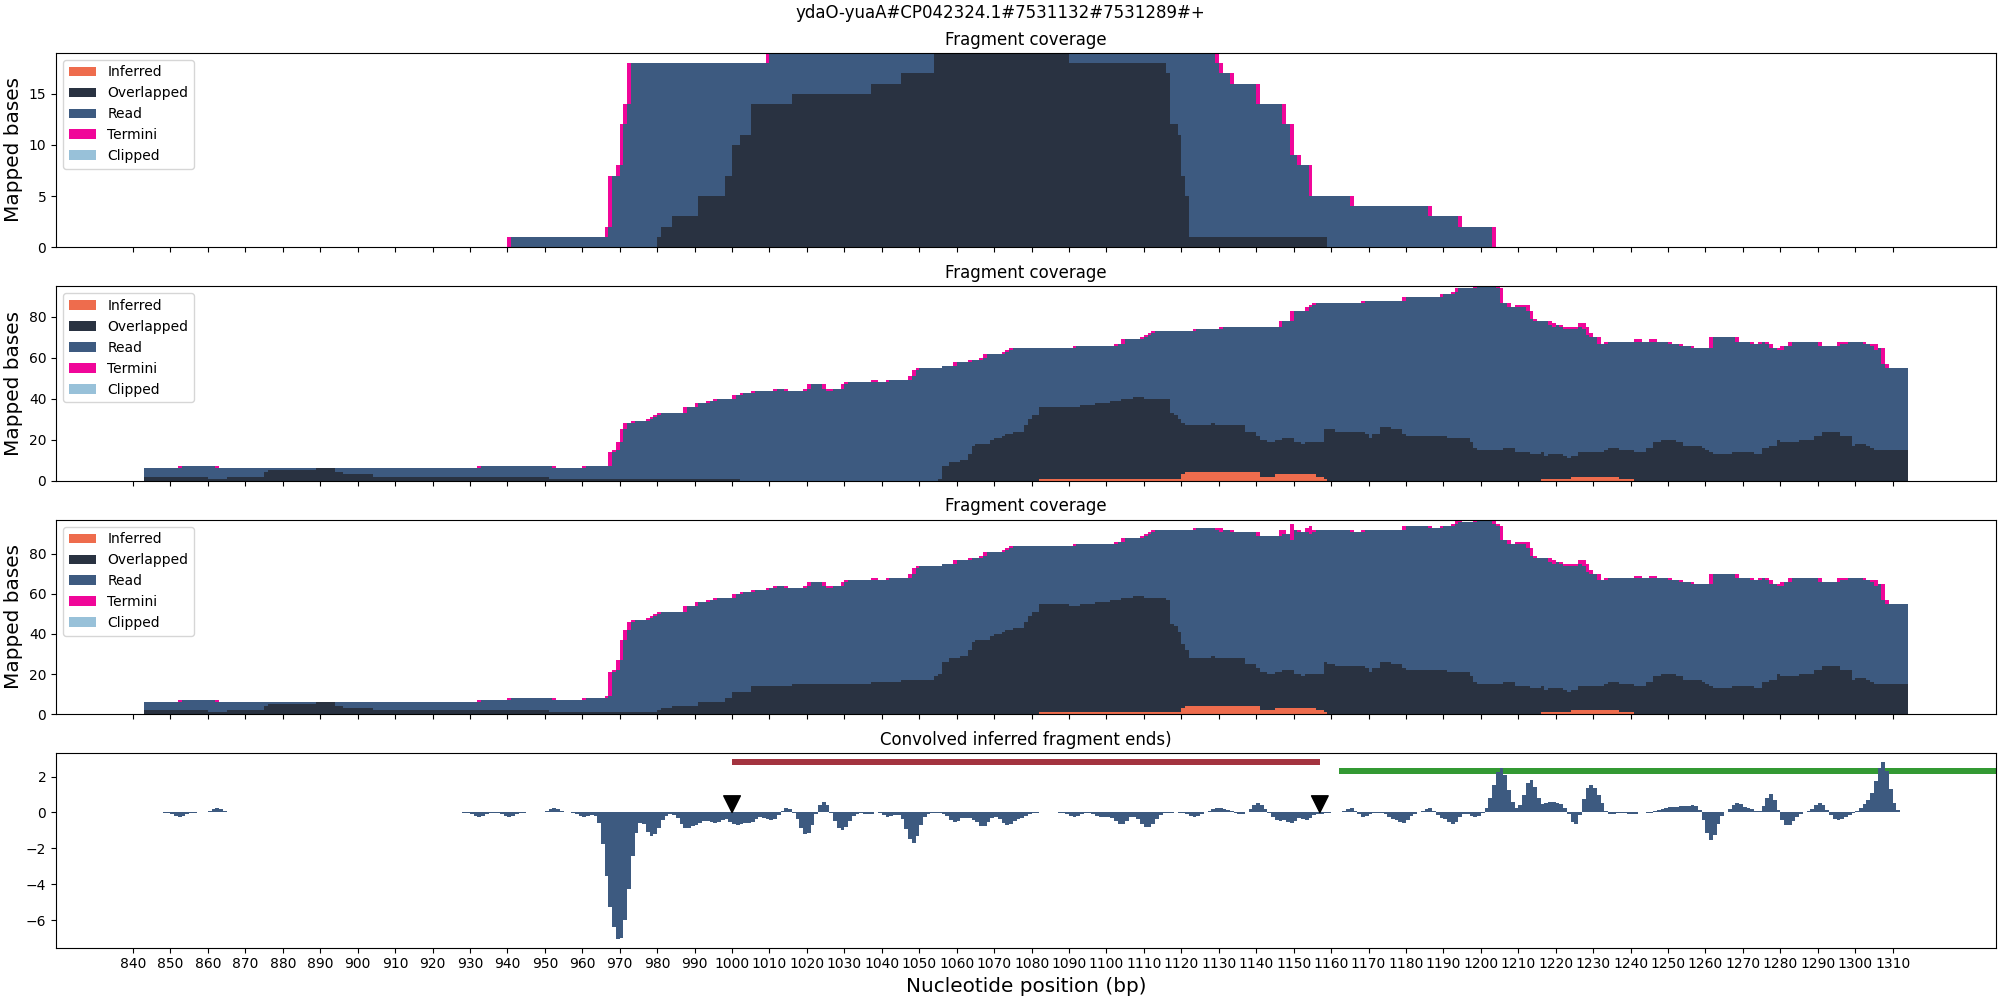 ydaO-yuaA#CP042324.1#7531132#7531289#+
Fragment coverage
Mapped bases
15
10
5
0
Inferred
Overlapped
Read
Termini
Clipped
Fragment coverage
Mapped bases
80
60
40
20
0
Inferred
Overlapped
Read
Termini
Clipped
Fragment coverage
Mapped bases
80
60
40
20
0
Inferred
Overlapped
Read
Termini
Clipped
Convolved inferred fragment ends)
2
0
−2
−4
−6
840 850 860 870 880 890 900 910 920 930 940 950 960 970 980 990 1000 1010 1020 1030 1040 1050 1060 1070 1080 1090 1100 1110 1120 1130 1140 1150 1160 1170 1180 1190 1200 1210 1220 1230 1240 1250 1260 1270 1280 1290 1300 1310
Nucleotide position (bp)